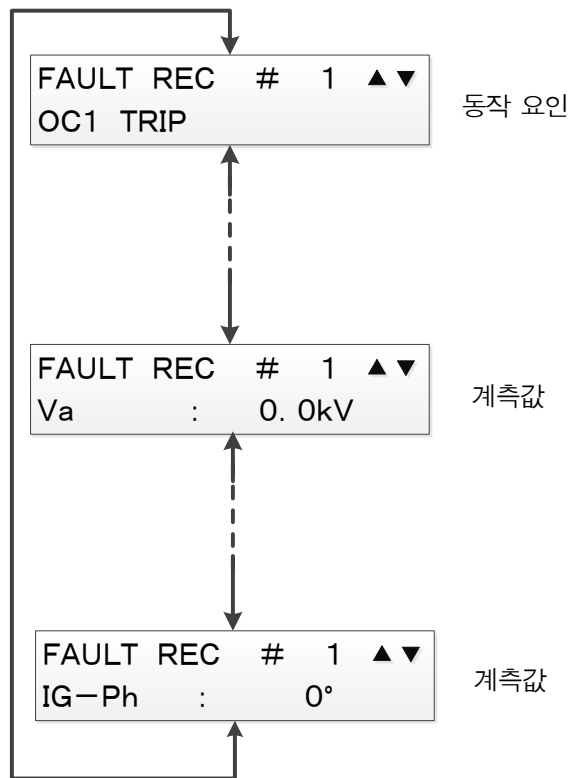 FAULT REC # 1 ▲▼
OC1 TRIP
동작 요인
FAULT REC # 1 ▲▼
Va : 0.0kV
계측값
FAULT REC # 1 ▲▼
IG-Ph : 0°
계측값